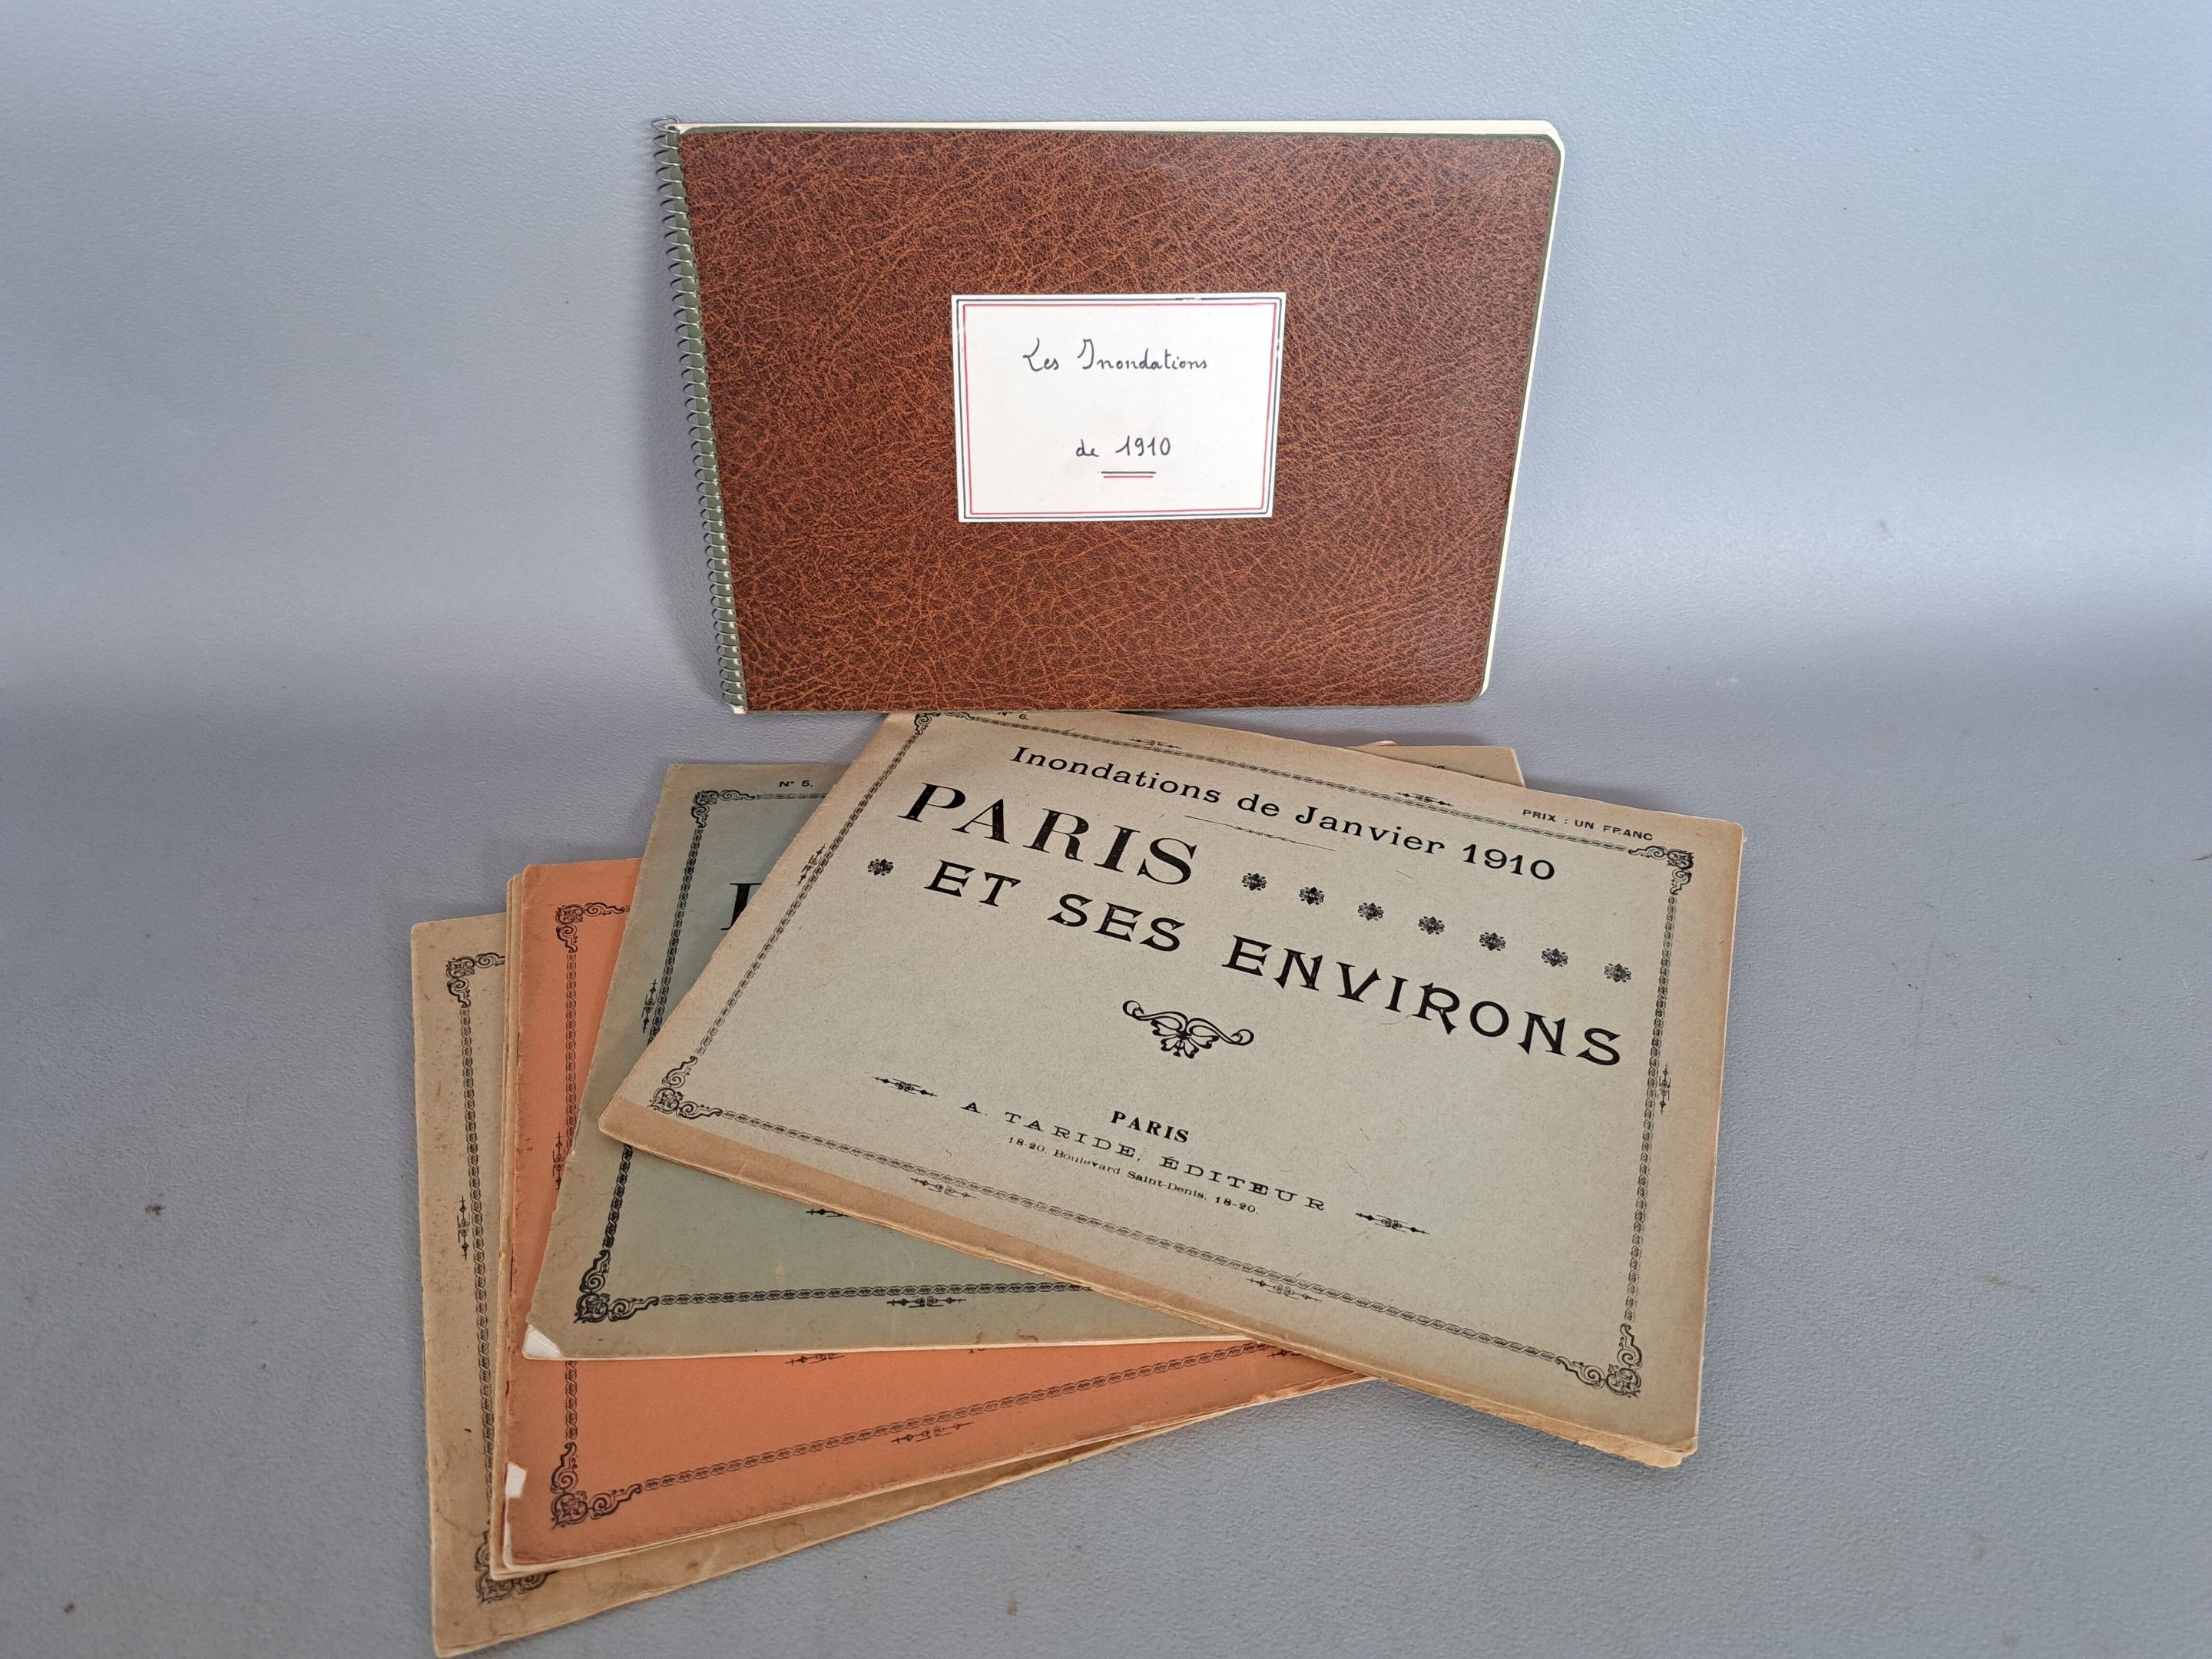 Les Inondations
de 1910
N° 6.
PRIX : UN FRANC
Inondations de Janvier 1910
PARIS
ET SES ENVIRONS
PARIS
A. TARIDE, ÉDITEUR
18-20, Boulevard Saint-Denis, 18-20.
N° 5.